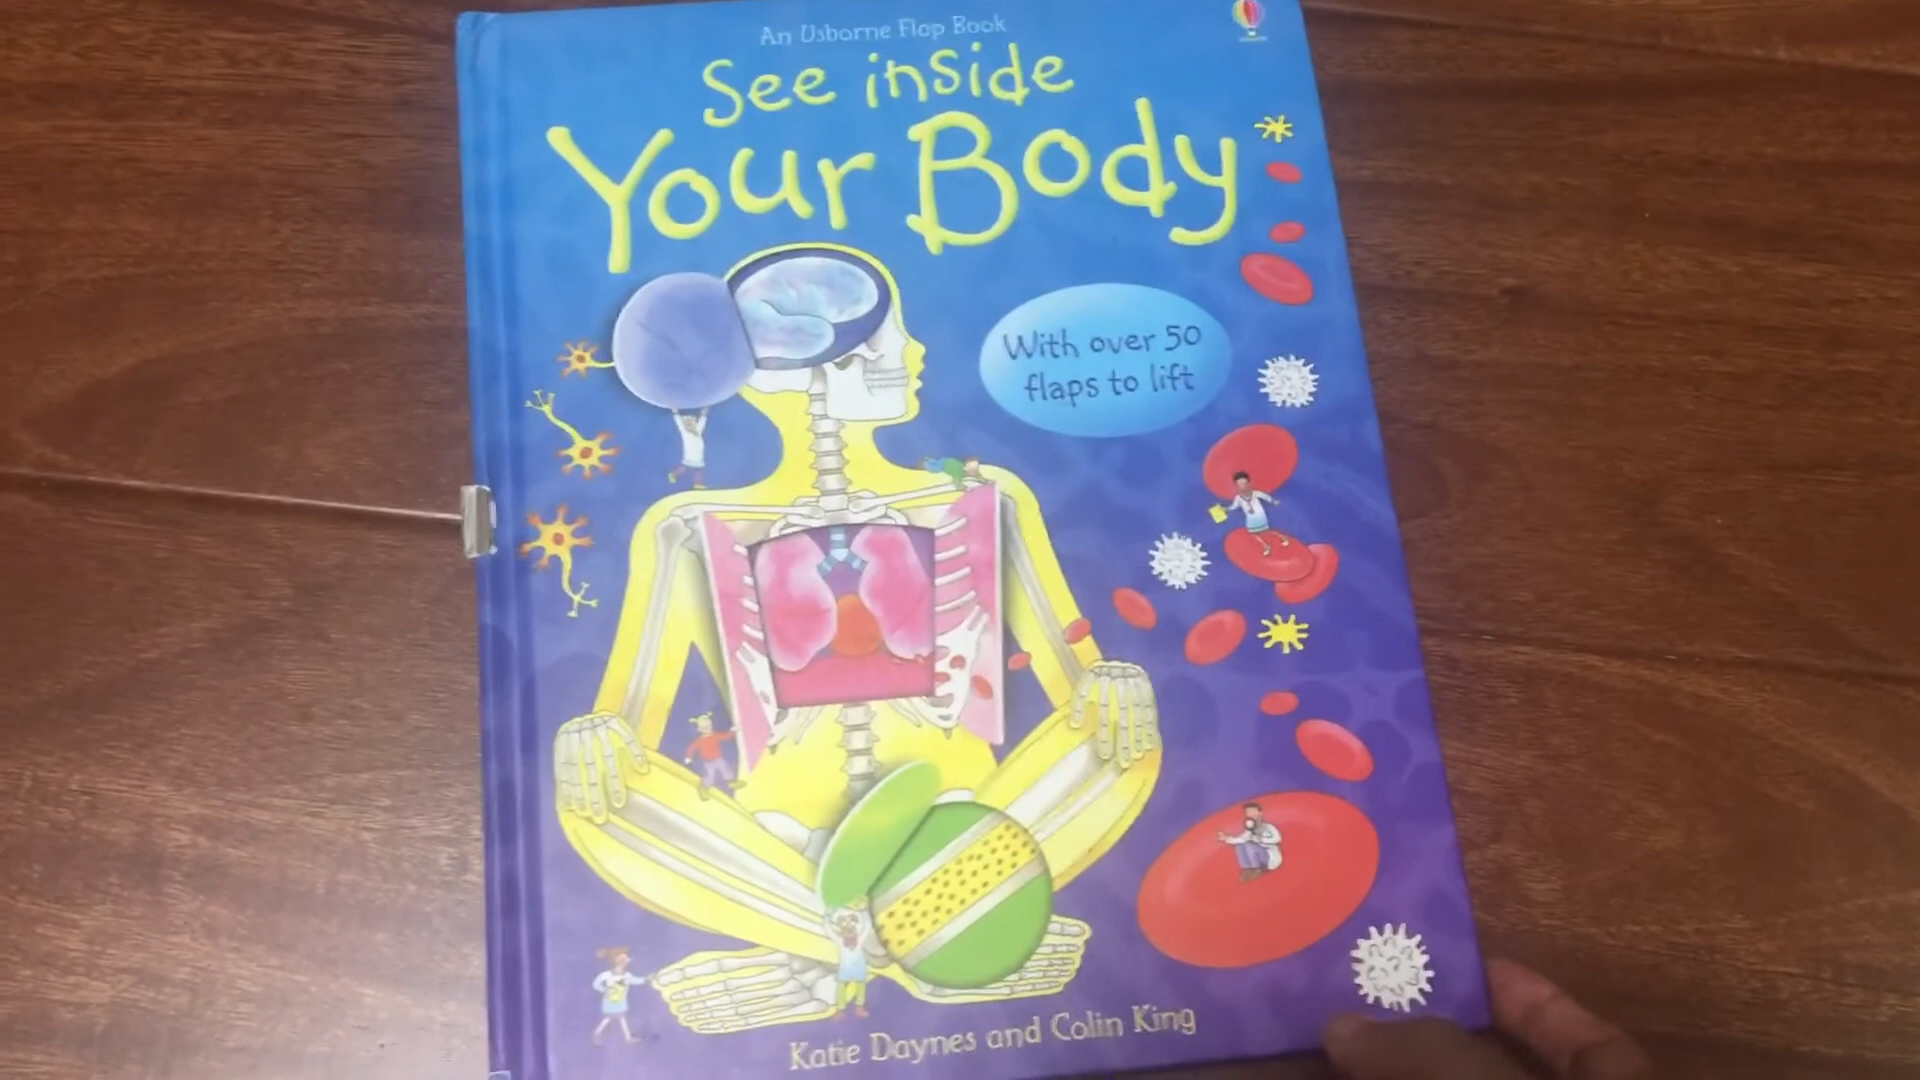 An Usborne Flap Book
See inside
Your Body
With over 50
flaps to lift
Katie Daynes and Colin King